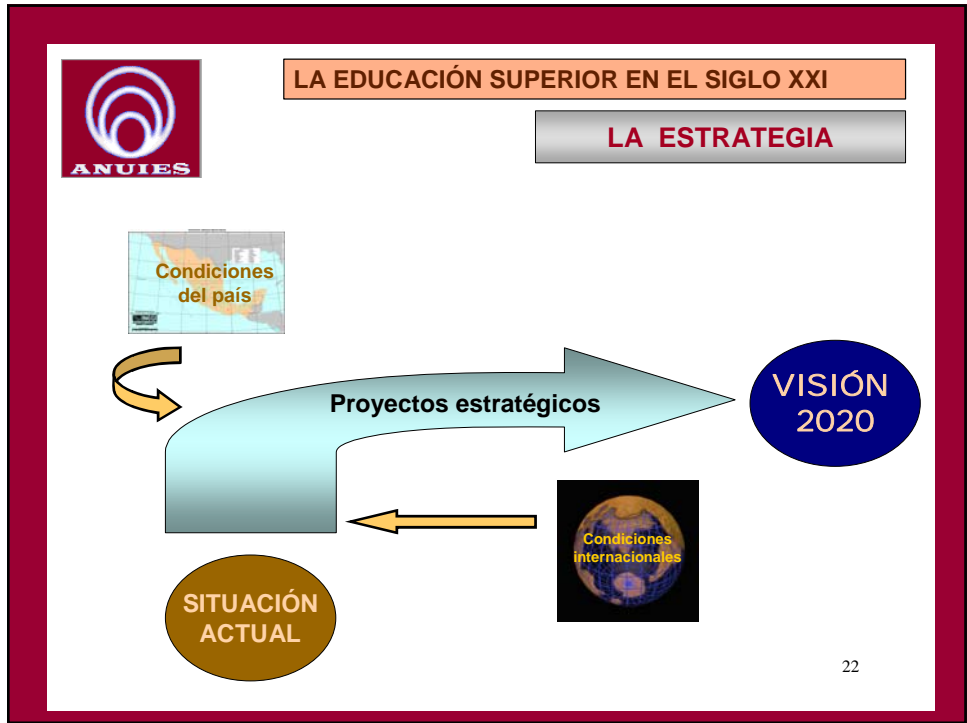 ANUIES
LA EDUCACIÓN SUPERIOR EN EL SIGLO XXI
LA ESTRATEGIA
Condiciones
del país
Proyectos estratégicos
VISIÓN
2020
Condiciones
internacionales
SITUACIÓN
ACTUAL
22